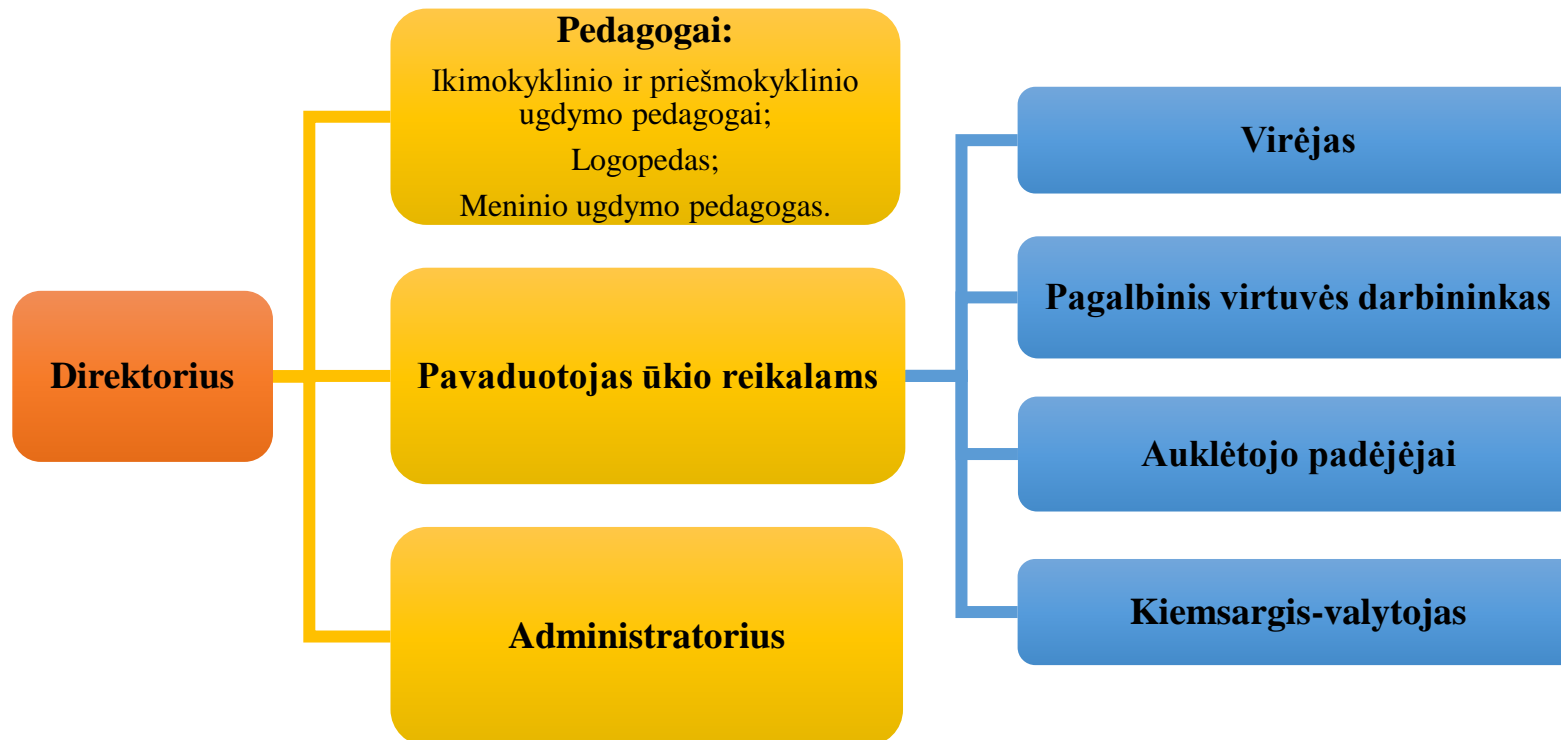 Direktorius
Pedagogai:
Ikimokyklinio ir priešmokyklinio
ugdymo pedagogai;
Logopedas;
Meninio ugdymo pedagogas.
Pavaduotojas ūkio reikalams
Administratorius
Virėjas
Pagalbinis virtuvės darbininkas
Auklėtojo padėjėjai
Kiemsargis-valytojas